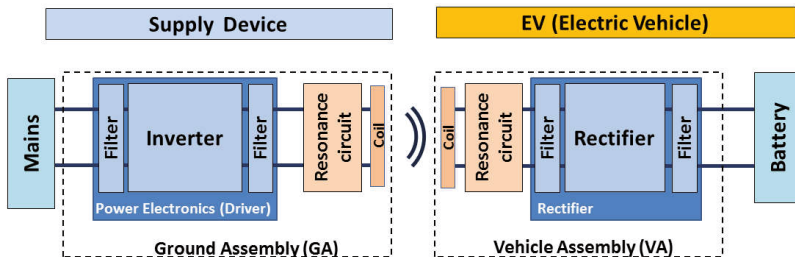 Supply Device
EV (Electric Vehicle)
Mains
Filter
Inverter
Filter
Resonance
circuit
Coil
Coil
Resonance
circuit
Filter
Rectifier
Filter
Battery
Power Electronics (Driver)
Rectifier
Ground Assembly (GA)
Vehicle Assembly (VA)